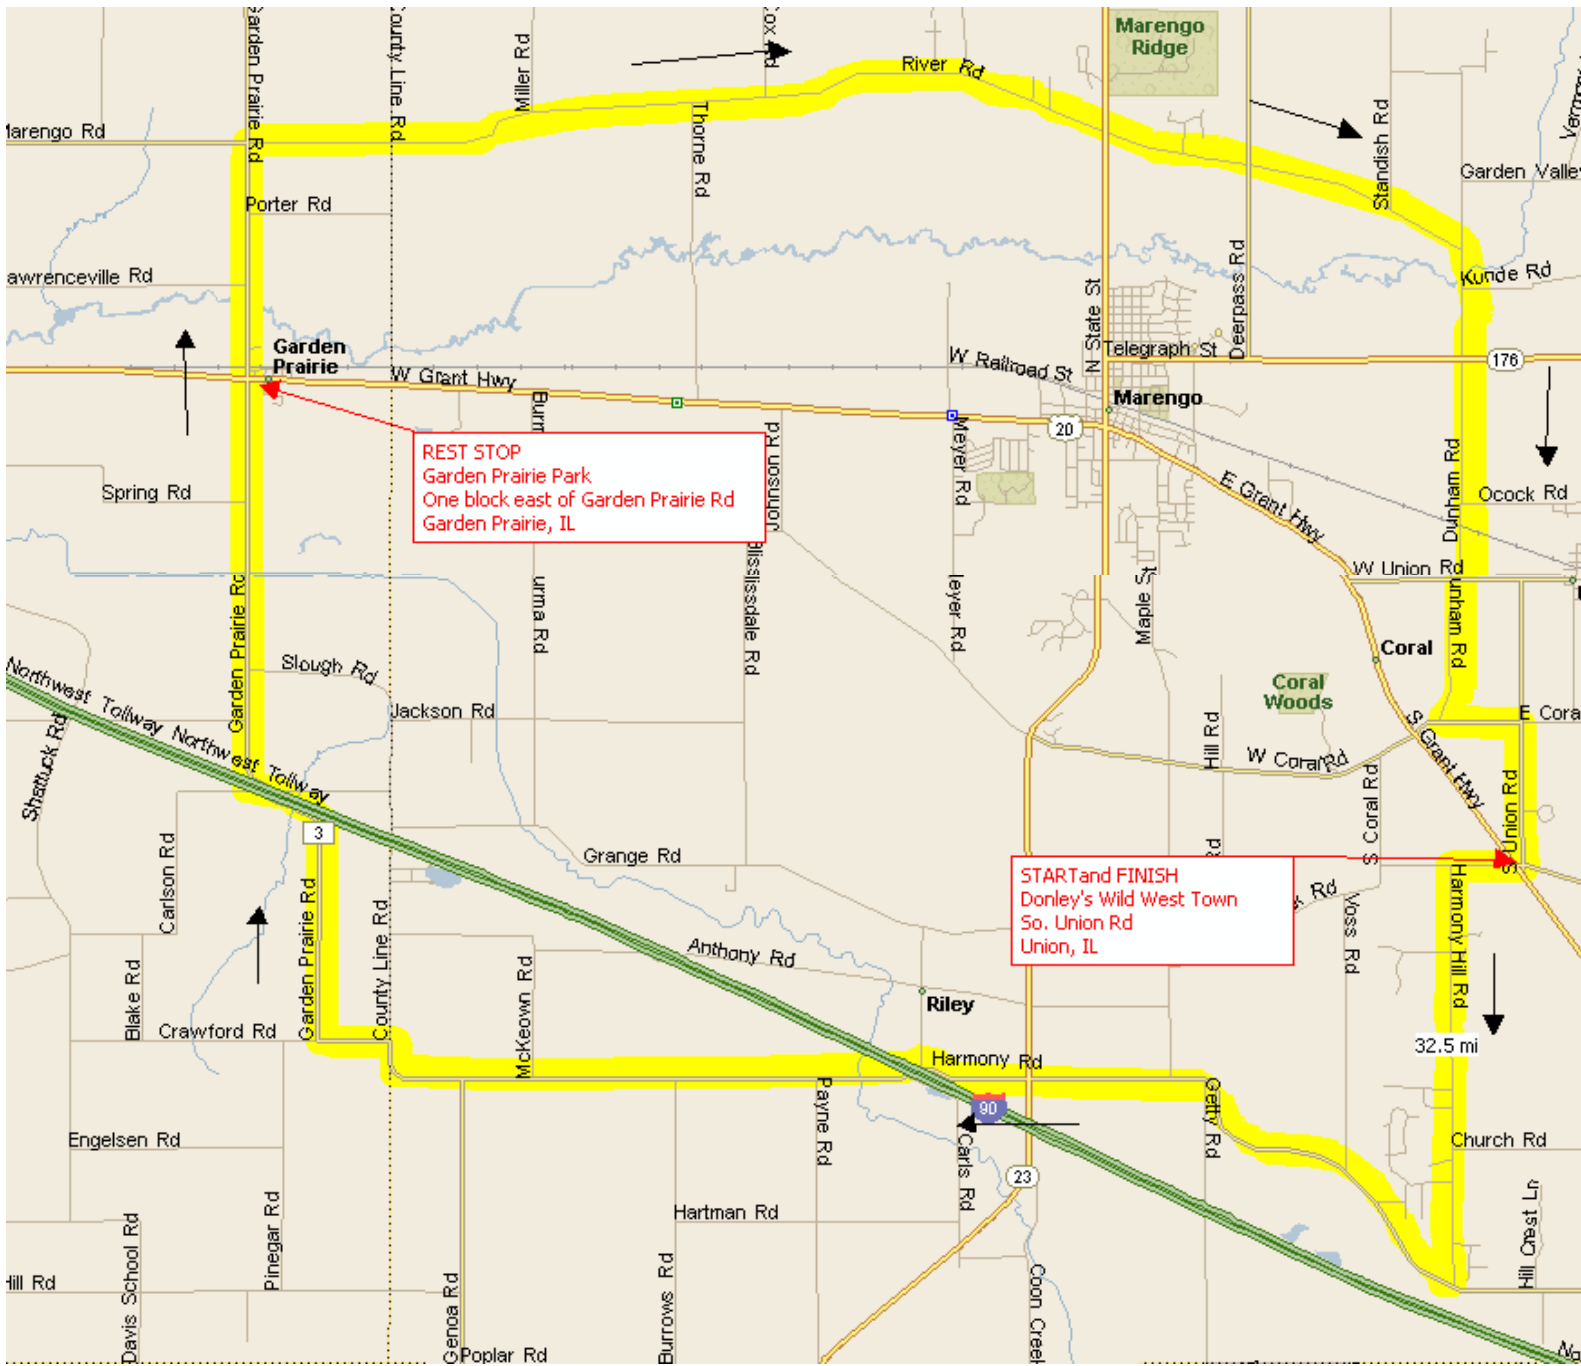 Garden Prairie Rd
County Line Rd
Miller Rd
Cox Rd
Marengo
Ridge
River Rd
Marengo Rd
Thorne Rd
Standish Rd
Garden Valley
Porter Rd
awrenceville Rd
Kunde Rd
Deerpass Rd
N State St
Garden
Prairie
W Railroad St
Telegraph St
176
W Grant Hwy
Marengo
20
Meyer Rd
Johnson Rd
REST STOP
Garden Prairie Park
One block east of Garden Prairie Rd
Garden Prairie, IL
Spring Rd
E Grant Hwy
Dunham Rd
Ocock Rd
W Union Rd
Garden Prairie Rd
urma Rd
Blississdale Rd
leyer Rd
Maple St
unham Rd
Coral
Slough Rd
Northwest Tollway Northwest Tollway
Shattuck Rd
Jackson Rd
Coral
Woods
Hill Rd
W Coral Rd
S Grant Hwy
E Cora
S Union Rd
S Coral Rd
3
Grange Rd
Carlson Rd
Garden Prairie Rd
County Line Rd
STARTand FINISH
Donley's Wild West Town
So. Union Rd
Union, IL
Voss Rd
Harmony Hill Rd
Anthony Rd
Riley
Blake Rd
Crawford Rd
McKeown Rd
Harmony Rd
32.5 mi
90
Payne Rd
Getty Rd
Carls Rd
Church Rd
Engelsen Rd
23
Hartman Rd
Hill Crest Ln
Pinegar Rd
Davis School Rd
Hill Rd
Genoa Rd
Burrows Rd
Coon Creek
Poplar Rd